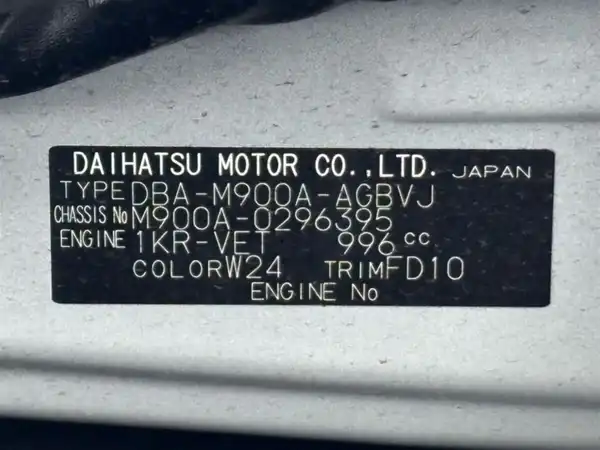 DAIHATSU MOTOR CO.,LTD. JAPAN
TYPE DBA-M900A-AGBVJ
CHASSIS No M900A-0296395
ENGINE 1KR-VET 996 cc
COLOR W24 TRIM FD10
ENGINE No